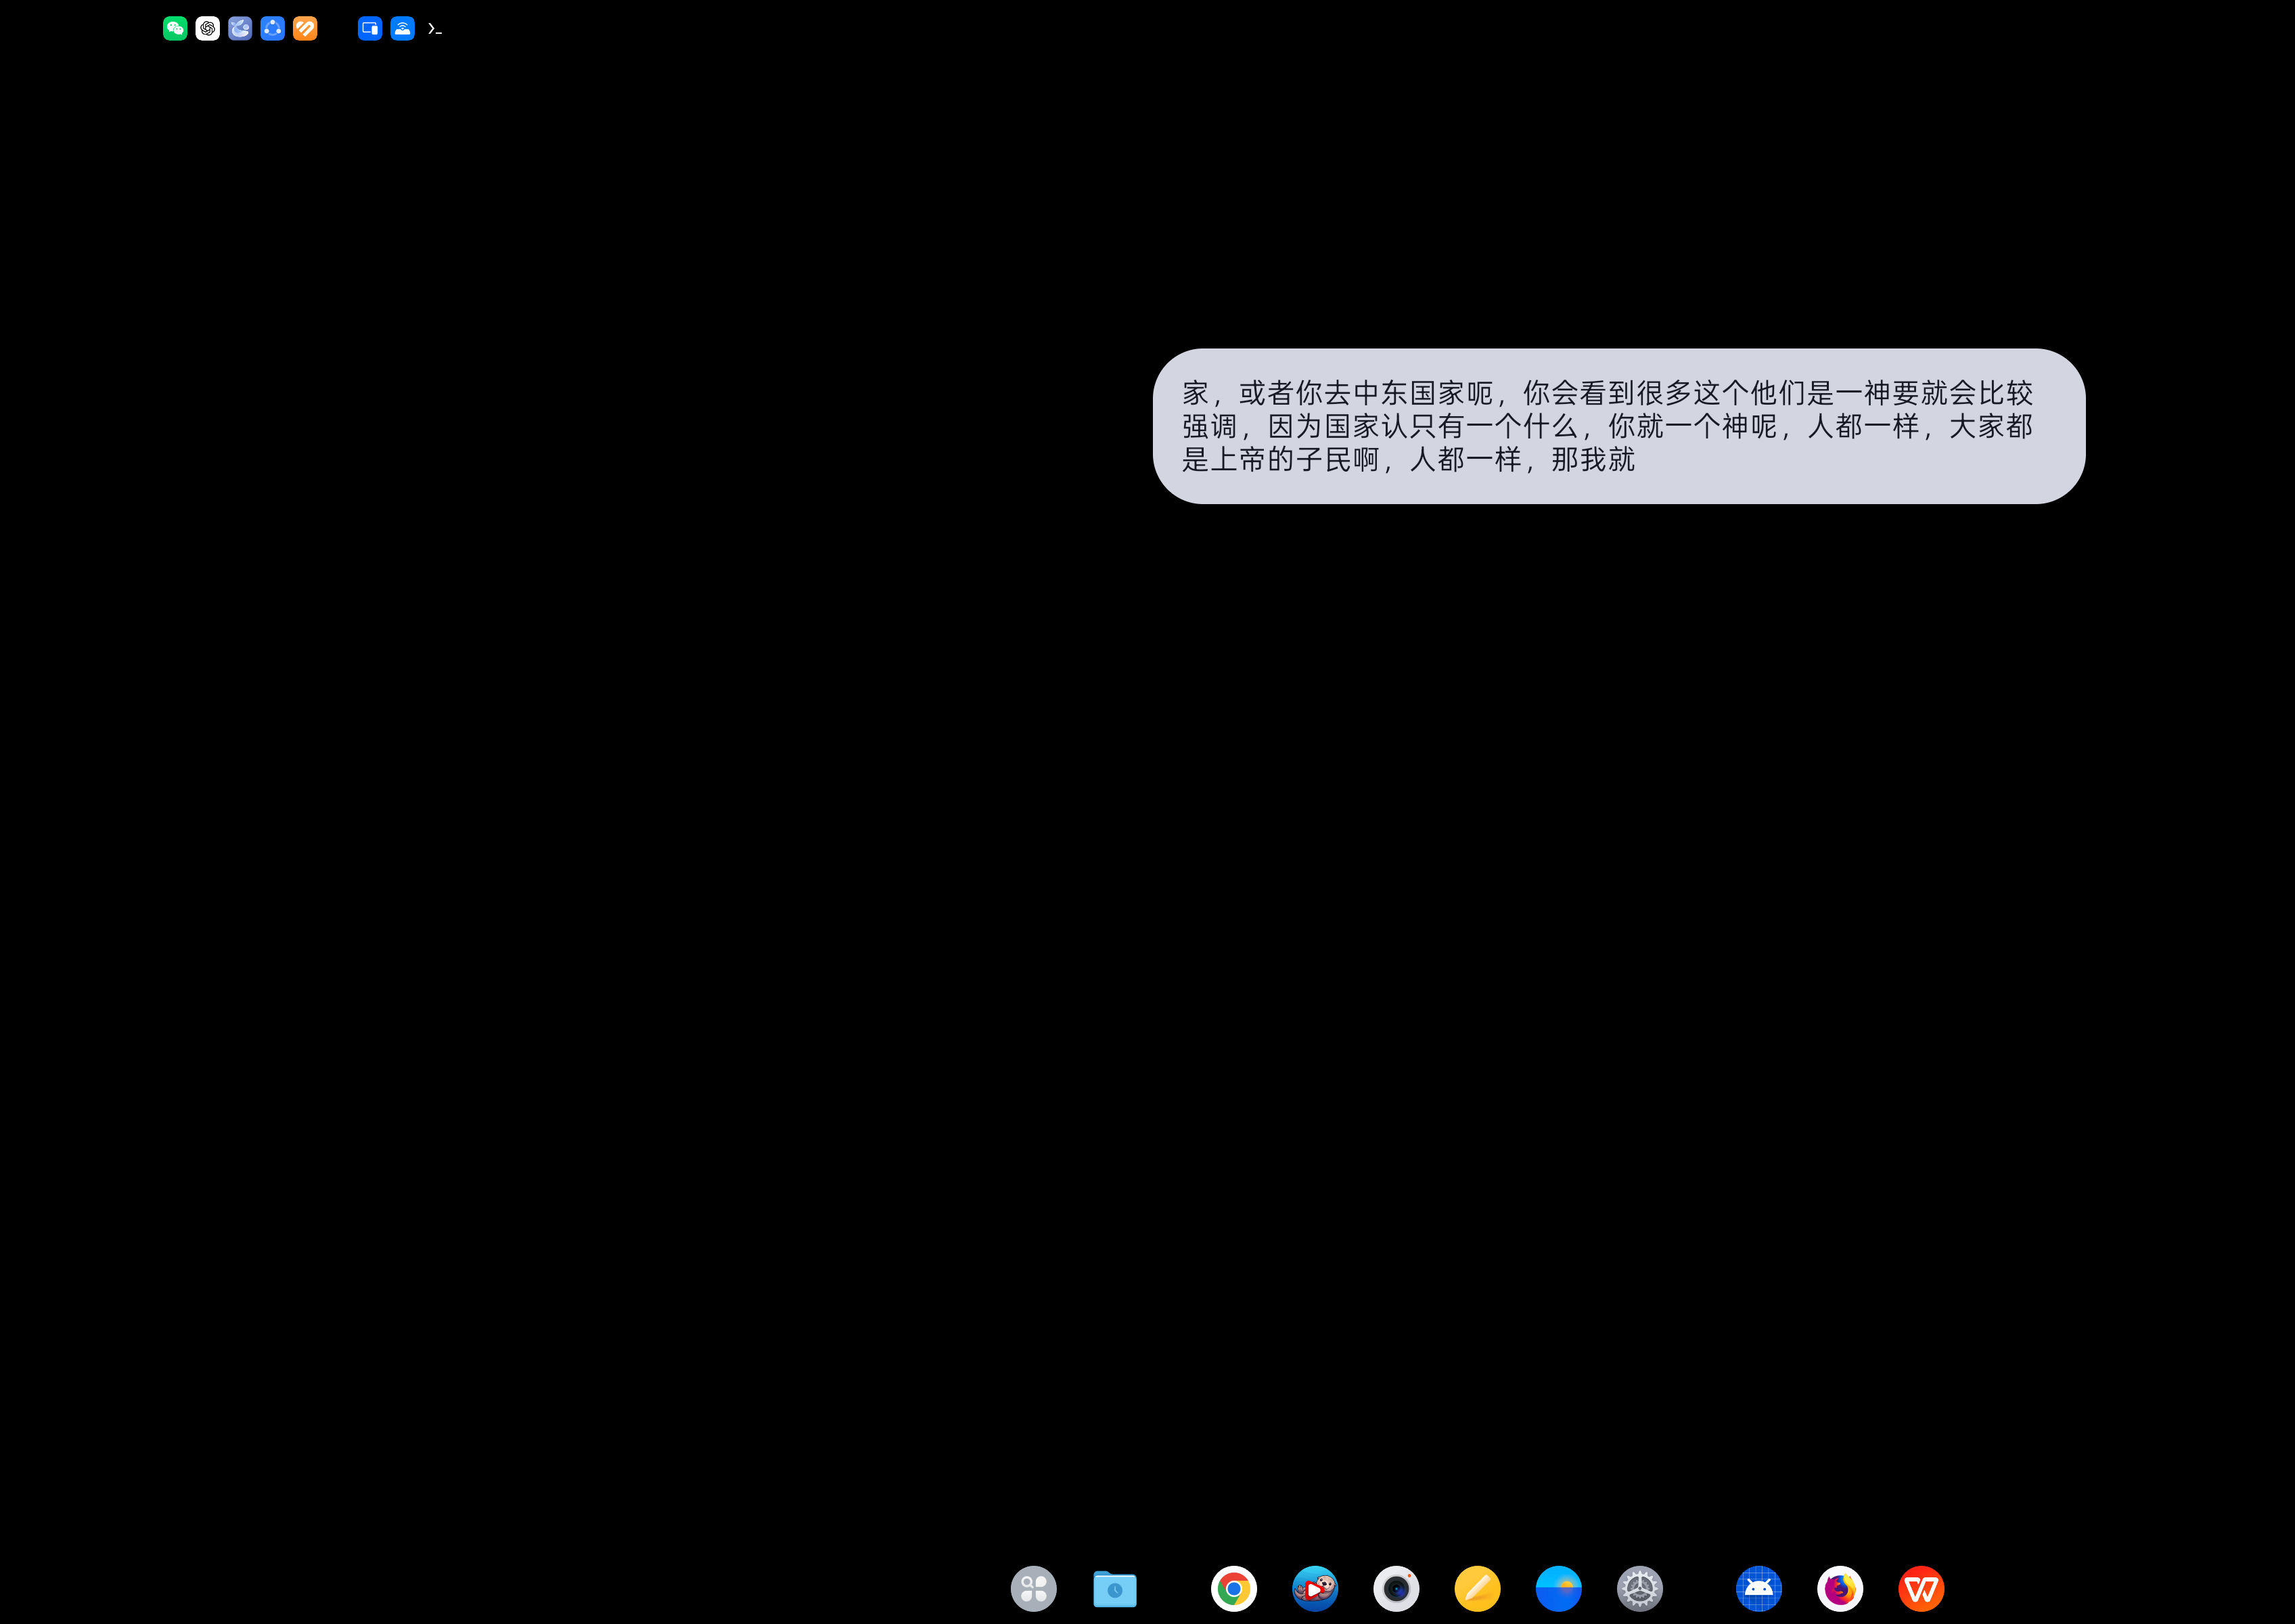 家，或者你去中东国家呃，你会看到很多这个他们是一神要就会比较
强调，因为国家认只有一个什么，你就一个神呢，人都一样，大家都
是上帝的子民啊，人都一样，那我就